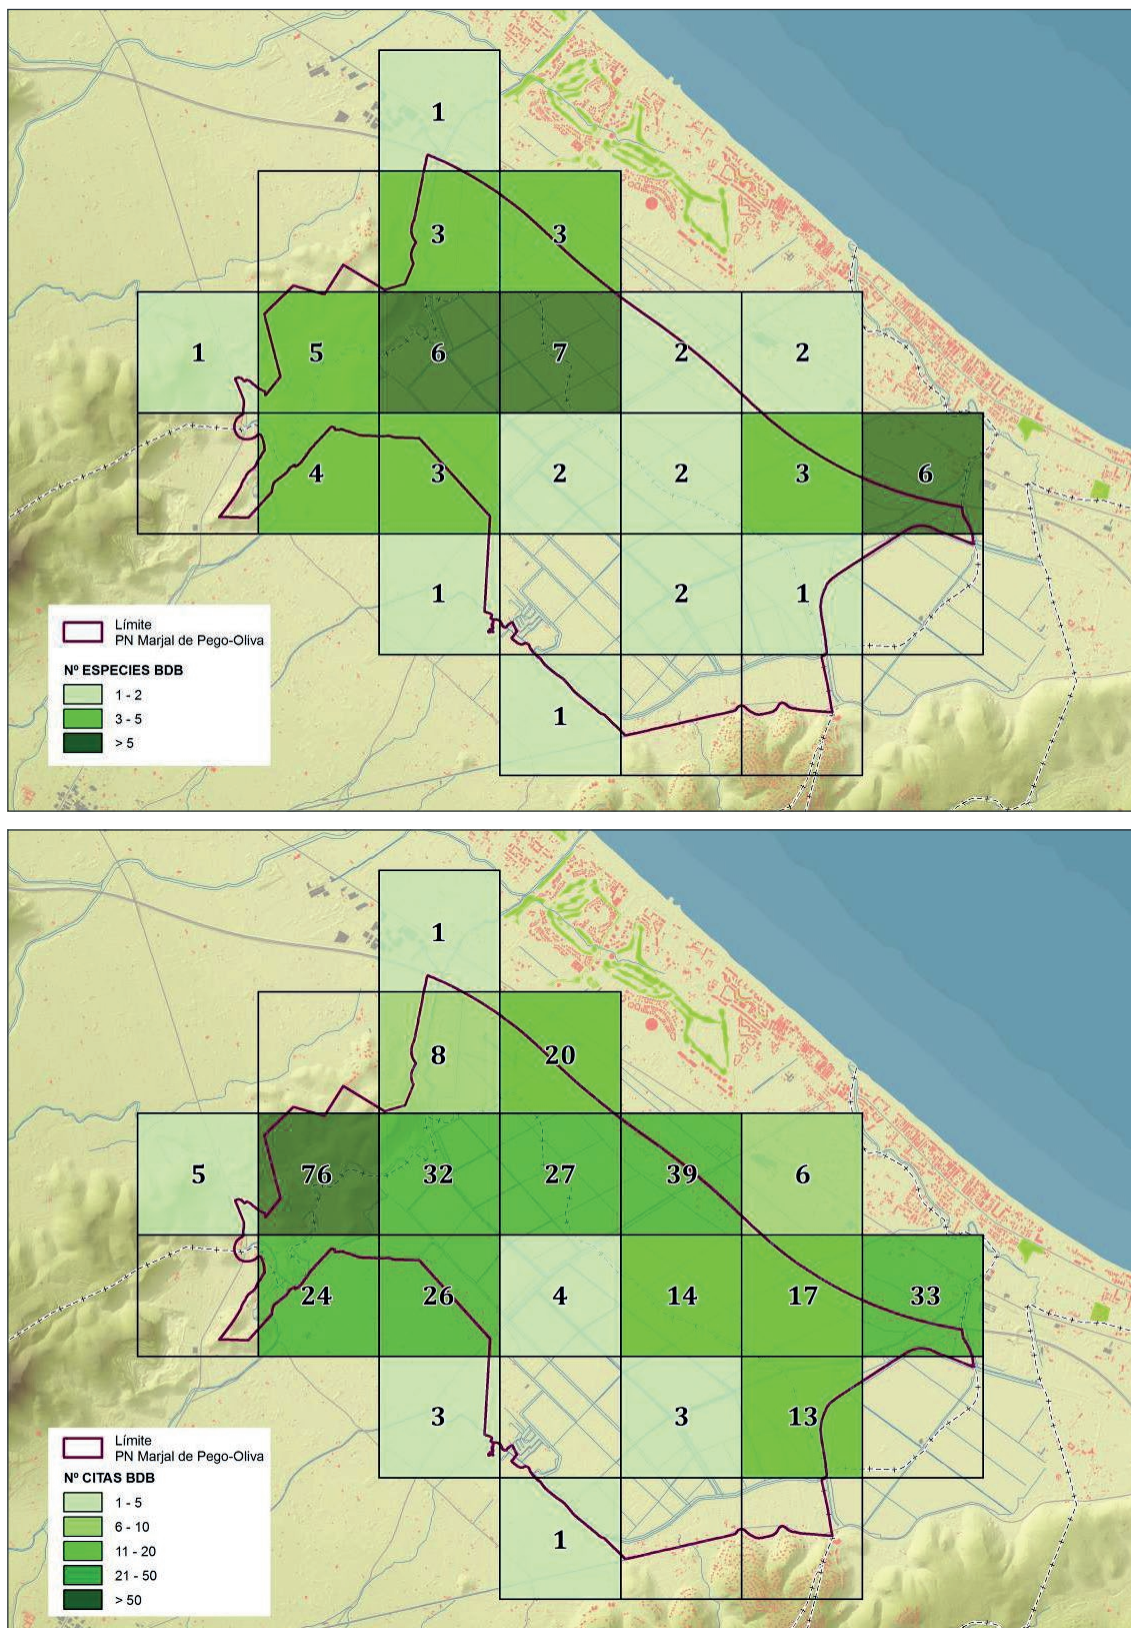 1
3 3
1 5 6 7 2 2
4 3 2 2 3 6
1 2 1
1
Límite
PN Marjal de Pego-Oliva
Nº ESPECIES BDB
1 - 2
3 - 5
> 5
1
8 20
5 76 32 27 39 6
24 26 4 14 17 33
3 3 13
1
Límite
PN Marjal de Pego-Oliva
Nº CITAS BDB
1 - 5
6 - 10
11 - 20
21 - 50
> 50